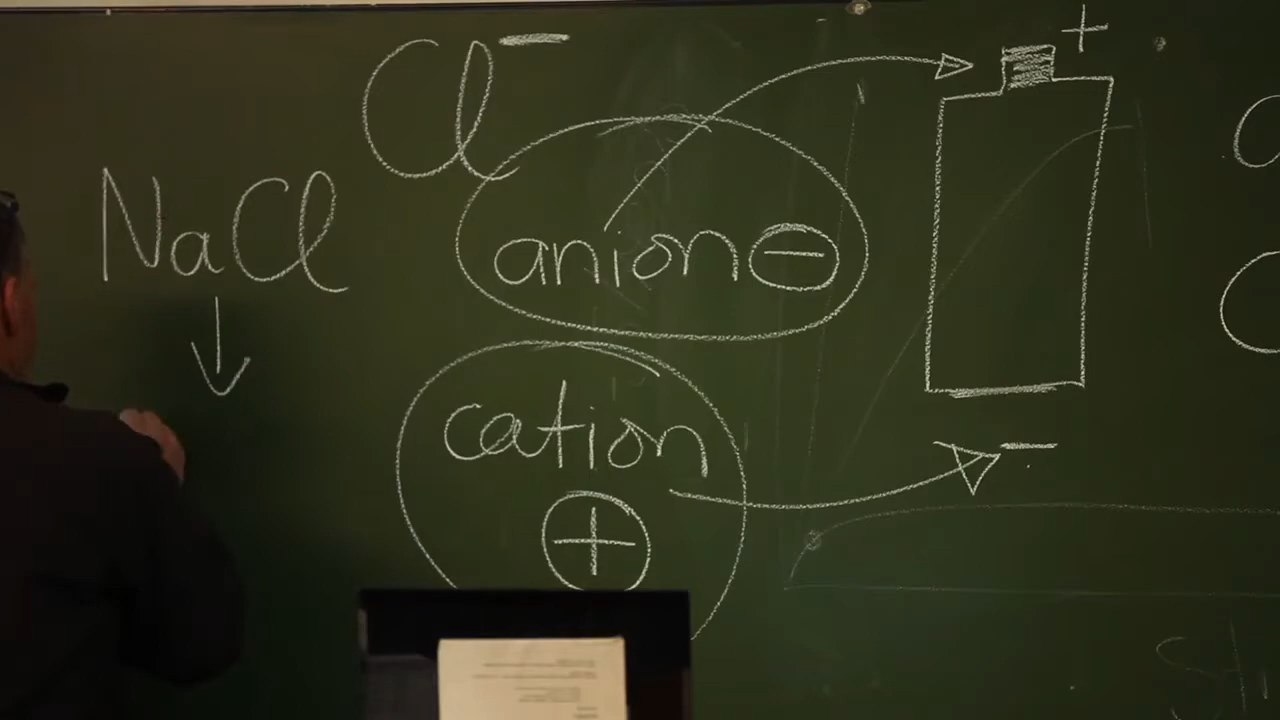 Cl⁻
+
NaCl
anion ⊖
↓
cation
−
⊕